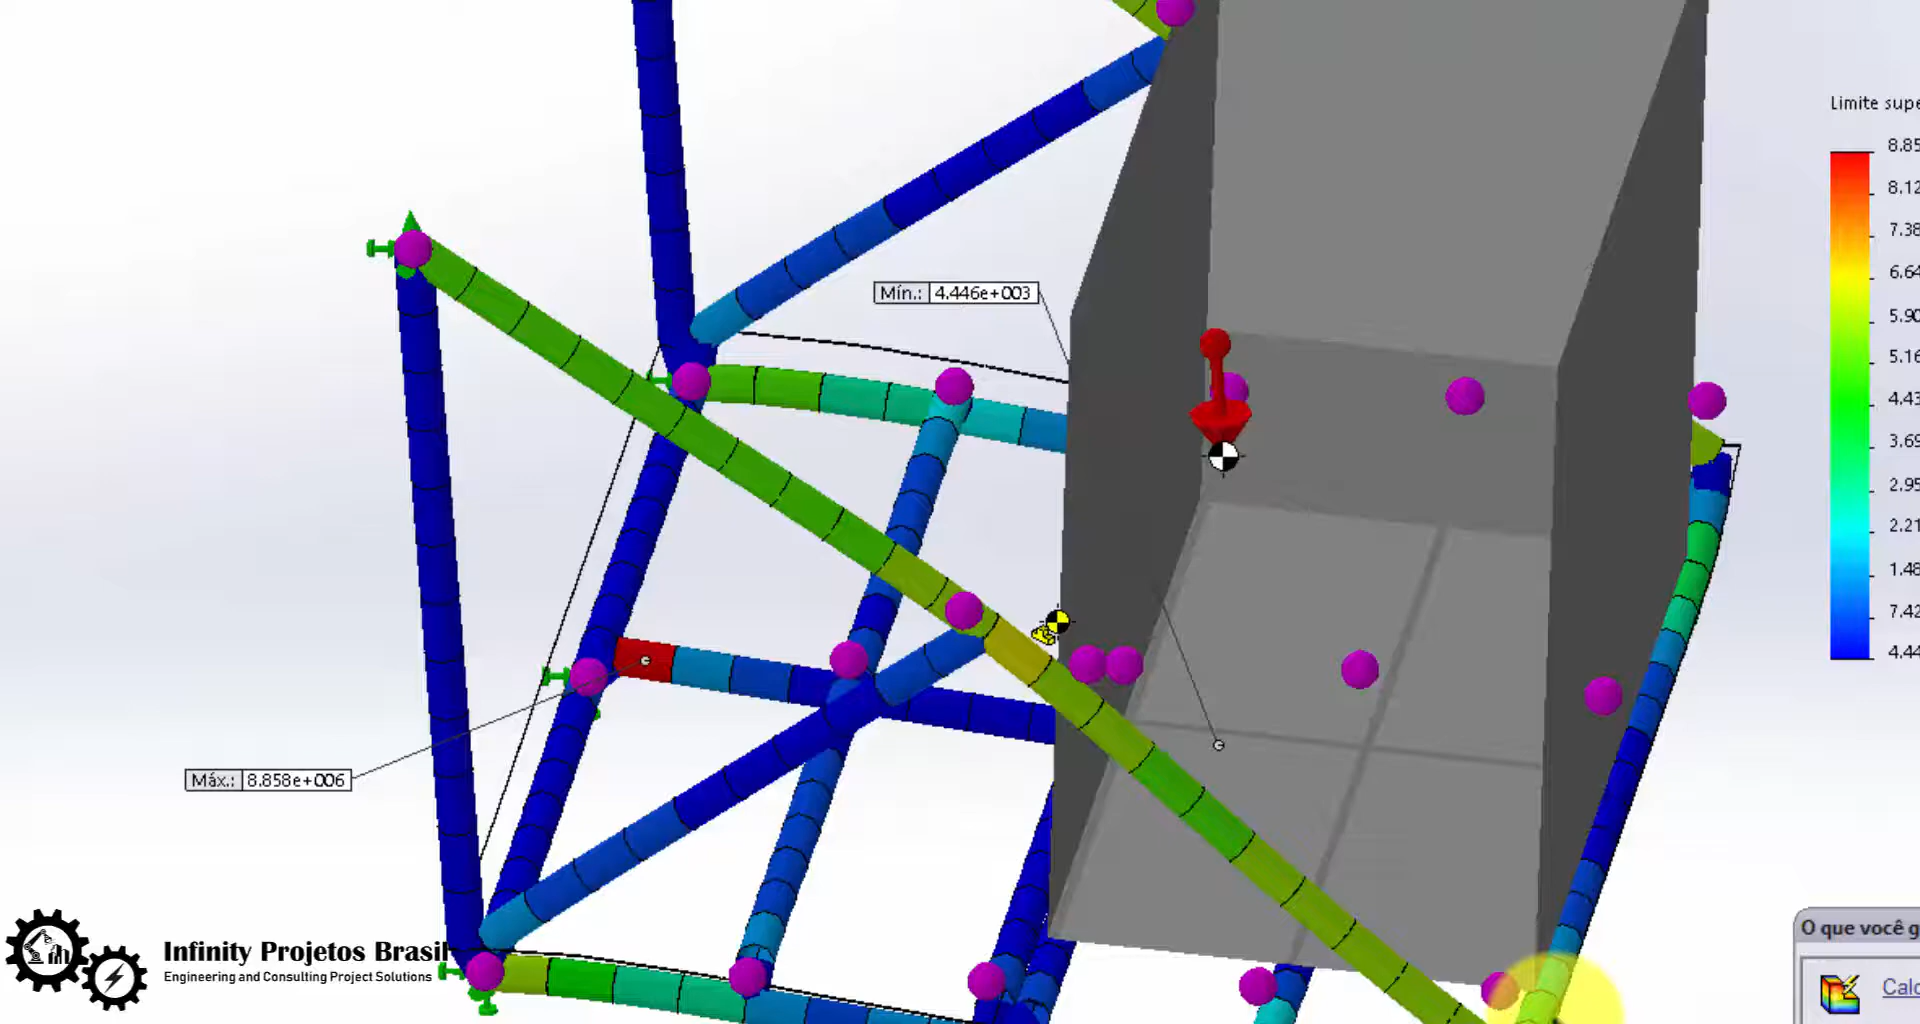 Limite supe
8.85
8.12
7.38
6.64
5.90
5.16
4.43
3.69
2.95
2.21
1.48
7.42
4.44
Mín.: 4.446e+003
Máx.: 8.858e+006
Infinity Projetos Brasil
Engineering and Consulting Project Solutions
O que você g
Calc